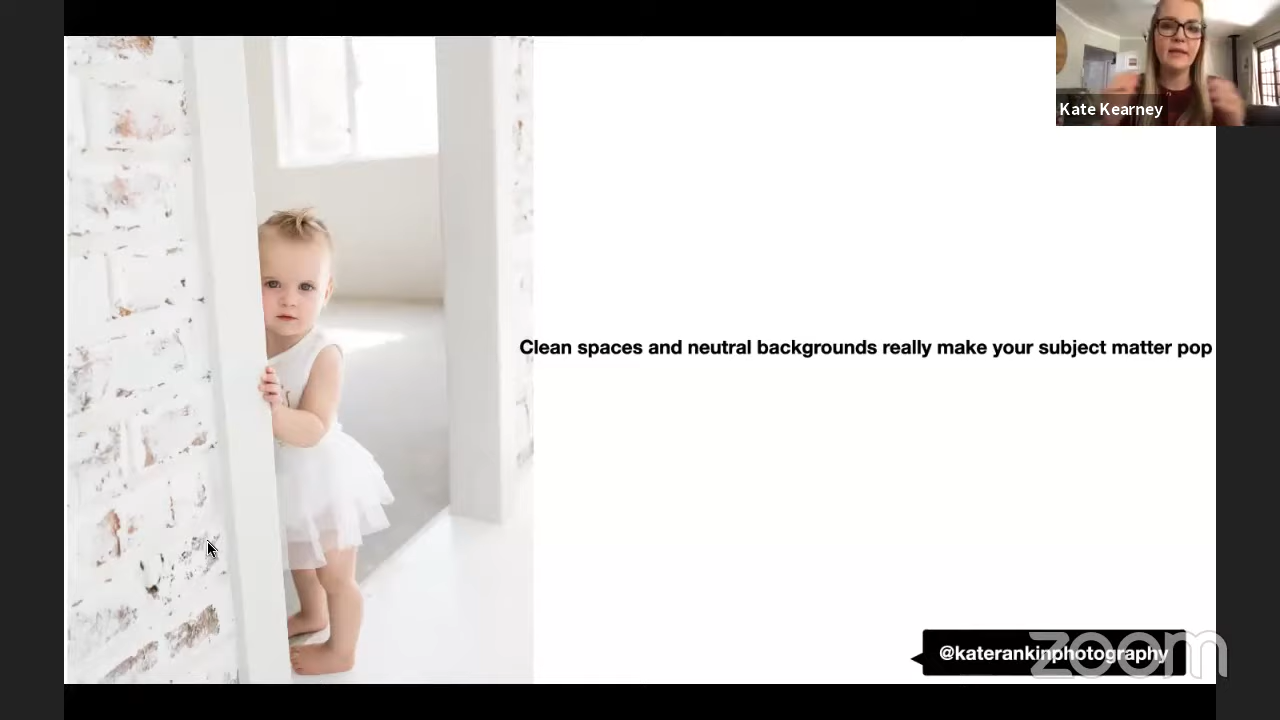 Kate Kearney
Clean spaces and neutral backgrounds really make your subject matter pop
@katerankinphotography
zoom